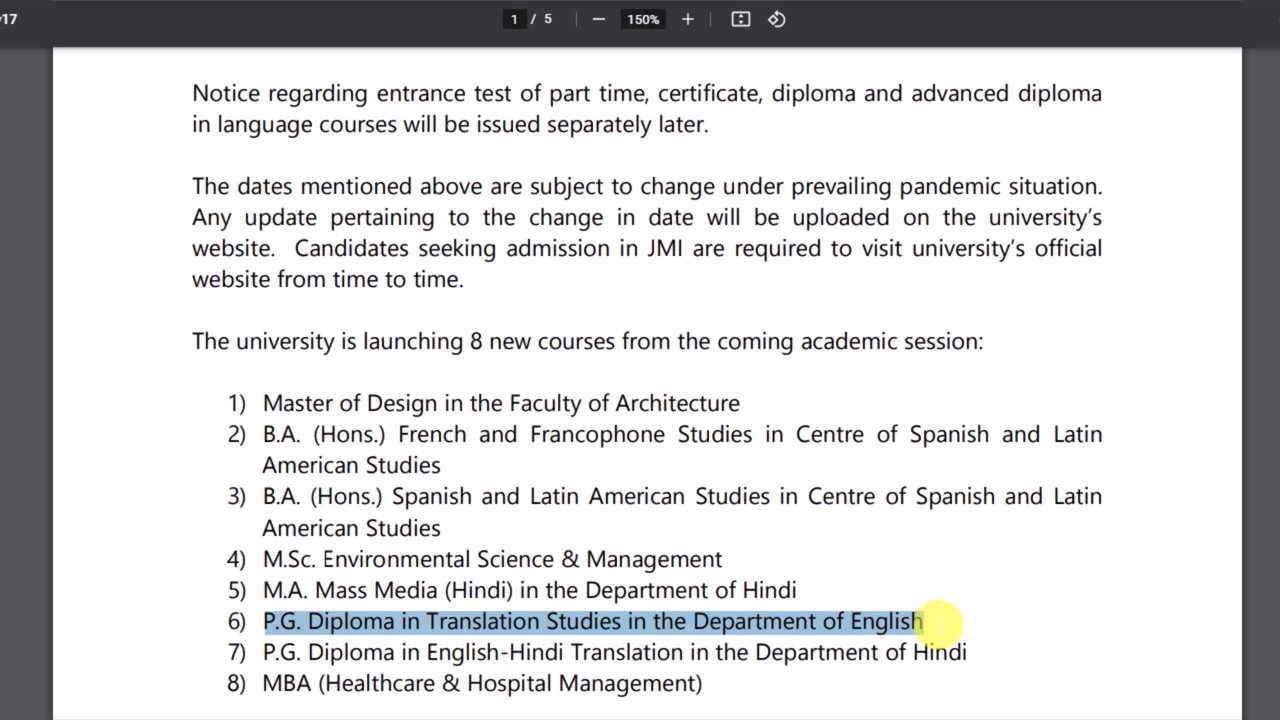 v17
1 / 5 150%
Notice regarding entrance test of part time, certificate, diploma and advanced diploma
in language courses will be issued separately later.
The dates mentioned above are subject to change under prevailing pandemic situation.
Any update pertaining to the change in date will be uploaded on the university’s
website. Candidates seeking admission in JMI are required to visit university’s official
website from time to time.
The university is launching 8 new courses from the coming academic session:
1) Master of Design in the Faculty of Architecture
2) B.A. (Hons.) French and Francophone Studies in Centre of Spanish and Latin
American Studies
3) B.A. (Hons.) Spanish and Latin American Studies in Centre of Spanish and Latin
American Studies
4) M.Sc. Environmental Science & Management
5) M.A. Mass Media (Hindi) in the Department of Hindi
6) P.G. Diploma in Translation Studies in the Department of English
7) P.G. Diploma in English-Hindi Translation in the Department of Hindi
8) MBA (Healthcare & Hospital Management)